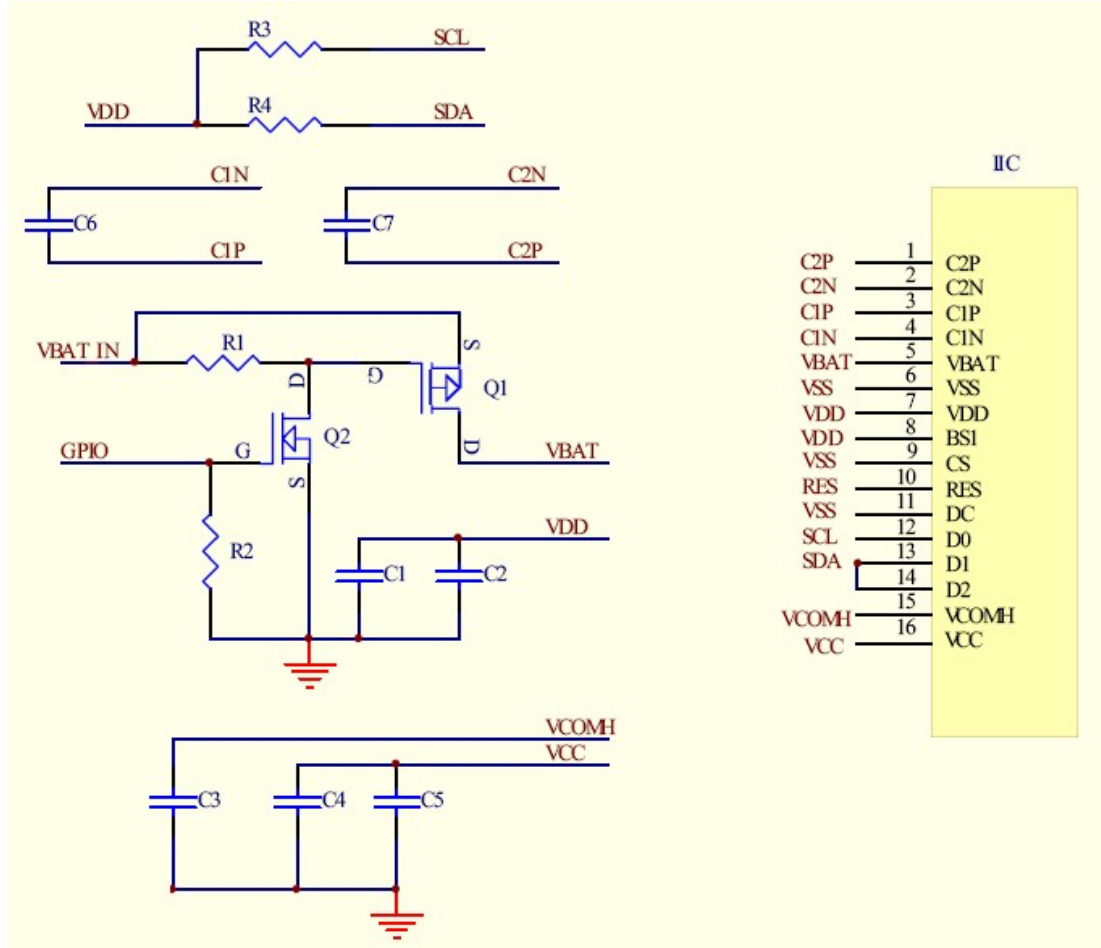 R3
SCL
VDD
R4
SDA
C1N
C6
C1P
C2N
C7
C2P
VBAT IN
R1
D
G
S
Q1
D
VBAT
GPIO
G
Q2
S
R2
VDD
C1
C2
VCOMH
VCC
C3
C4
C5
IIC
C2P 1 C2P
C2N 2 C2N
C1P 3 C1P
C1N 4 C1N
VBAT 5 VBAT
VSS 6 VSS
VDD 7 VDD
VDD 8 BS1
VSS 9 CS
RES 10 RES
VSS 11 DC
SCL 12 D0
SDA 13 D1
14 D2
VCOMH 15 VCOMH
VCC 16 VCC